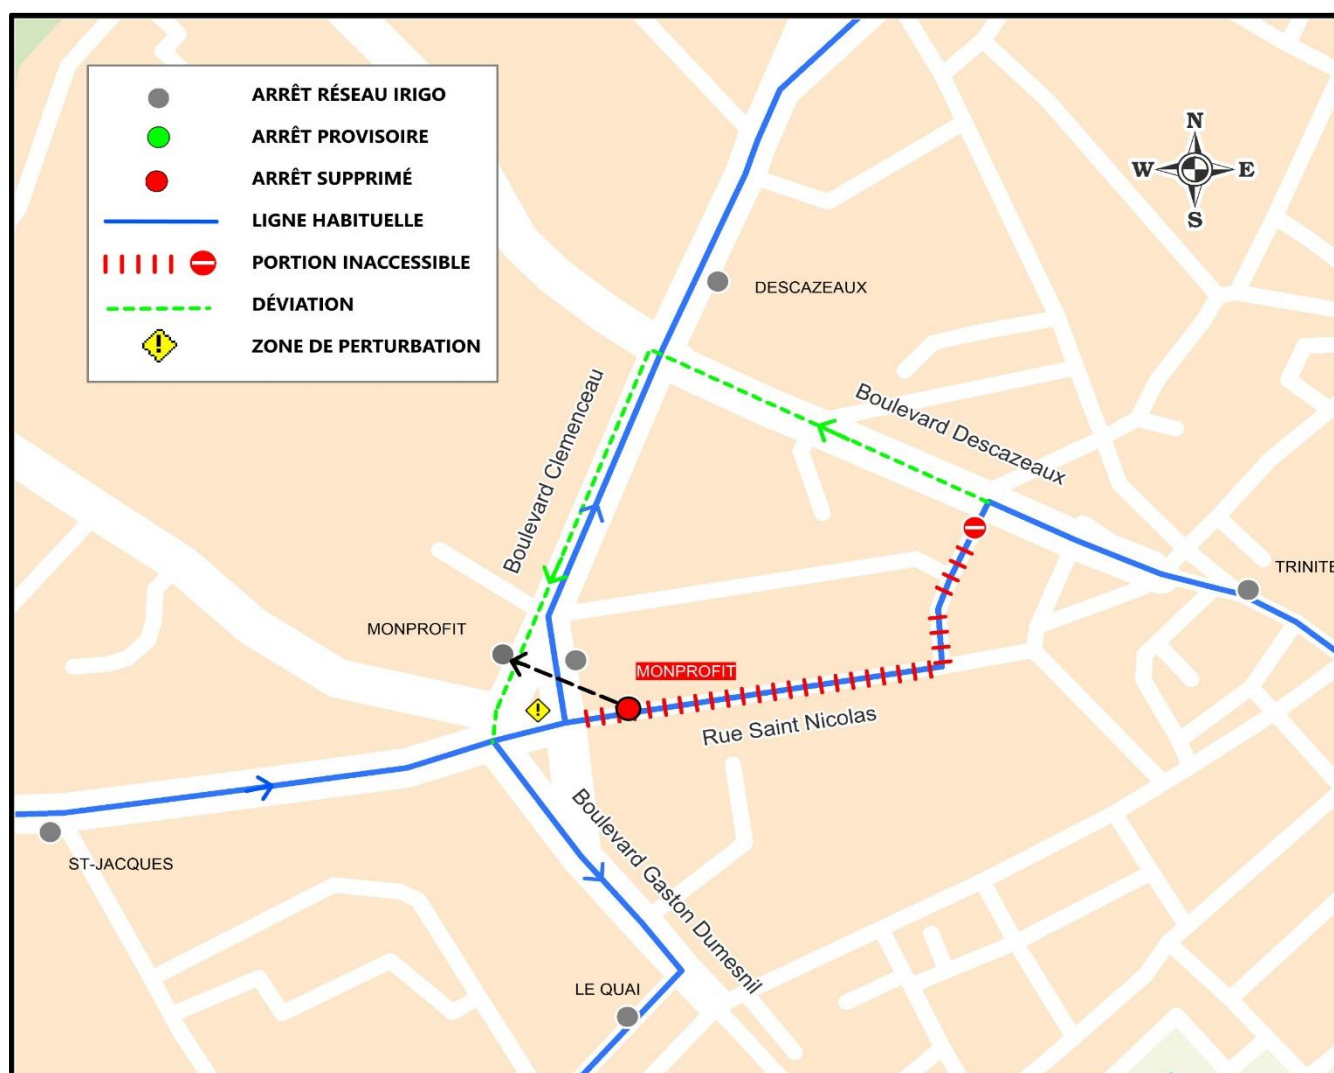 ARRÊT RÉSEAU IRIGO
ARRÊT PROVISOIRE
ARRÊT SUPPRIMÉ
LIGNE HABITUELLE
PORTION INACCESSIBLE
DÉVIATION
ZONE DE PERTURBATION
N
W E
S
DESCAZEAUX
Boulevard Clemenceau
Boulevard Descazeaux
TRINITE
MONPROFIT
MONPROFIT
Rue Saint Nicolas
ST-JACQUES
Boulevard Gaston Dumesnil
LE QUAI